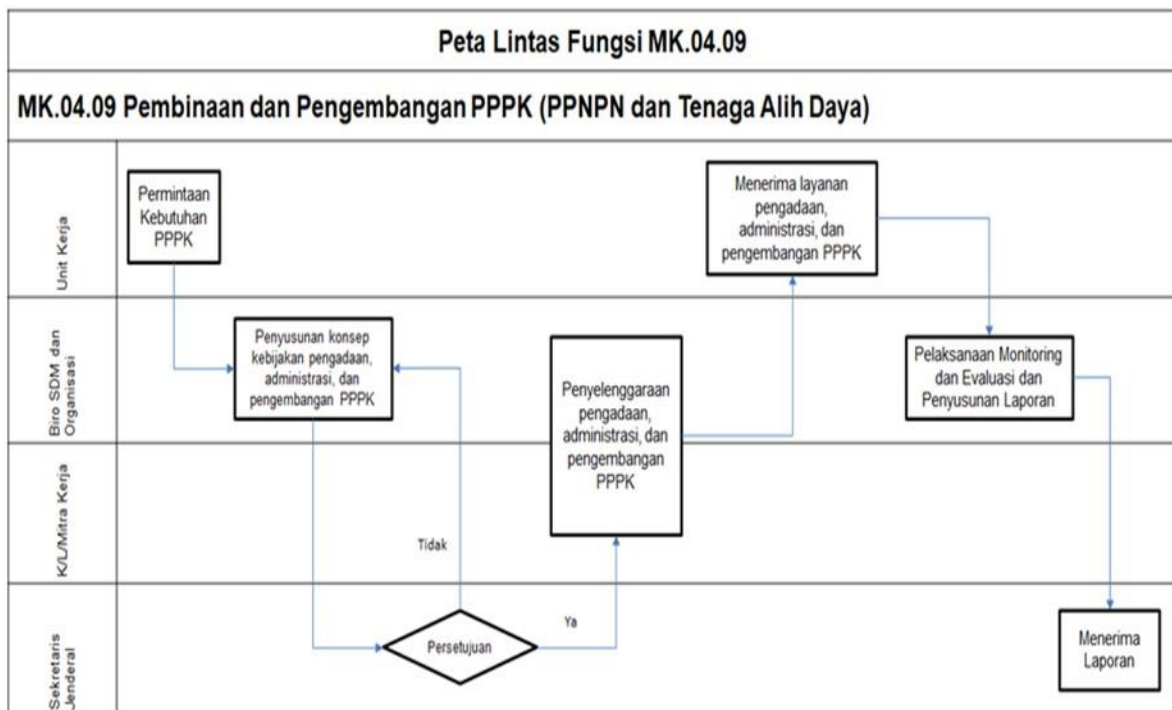 Peta Lintas Fungsi MK.04.09
MK.04.09 Pembinaan dan Pengembangan PPPK (PPNPN dan Tenaga Alih Daya)
Unit Kerja
Permintaan
Kebutuhan
PPPK
Menerima layanan
pengadaan,
administrasi, dan
pengembangan PPPK
Biro SDM dan
Organisasi
Penyusunan konsep
kebijakan pengadaan,
administrasi, dan
pengembangan PPPK
Penyelenggaraan
pengadaan,
administrasi, dan
pengembangan
PPPK
Pelaksanaan Monitoring
dan Evaluasi dan
Penyusunan Laporan
K/L/Mitra Kerja
Tidak
Sekretaris
Jenderal
Persetujuan
Ya
Menerima
Laporan